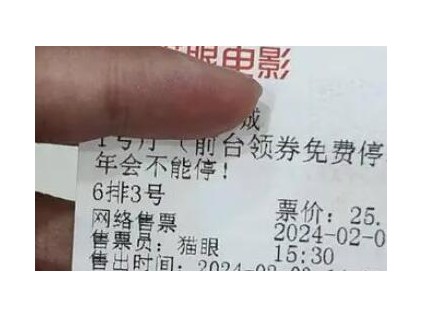 眼电影
城
1号厅（前台领券免费停
年会不能停！
6排3号
网络售票 票价：25.
售票员：猫眼 2024-02-0
15:30
售出时间：2024-02-0